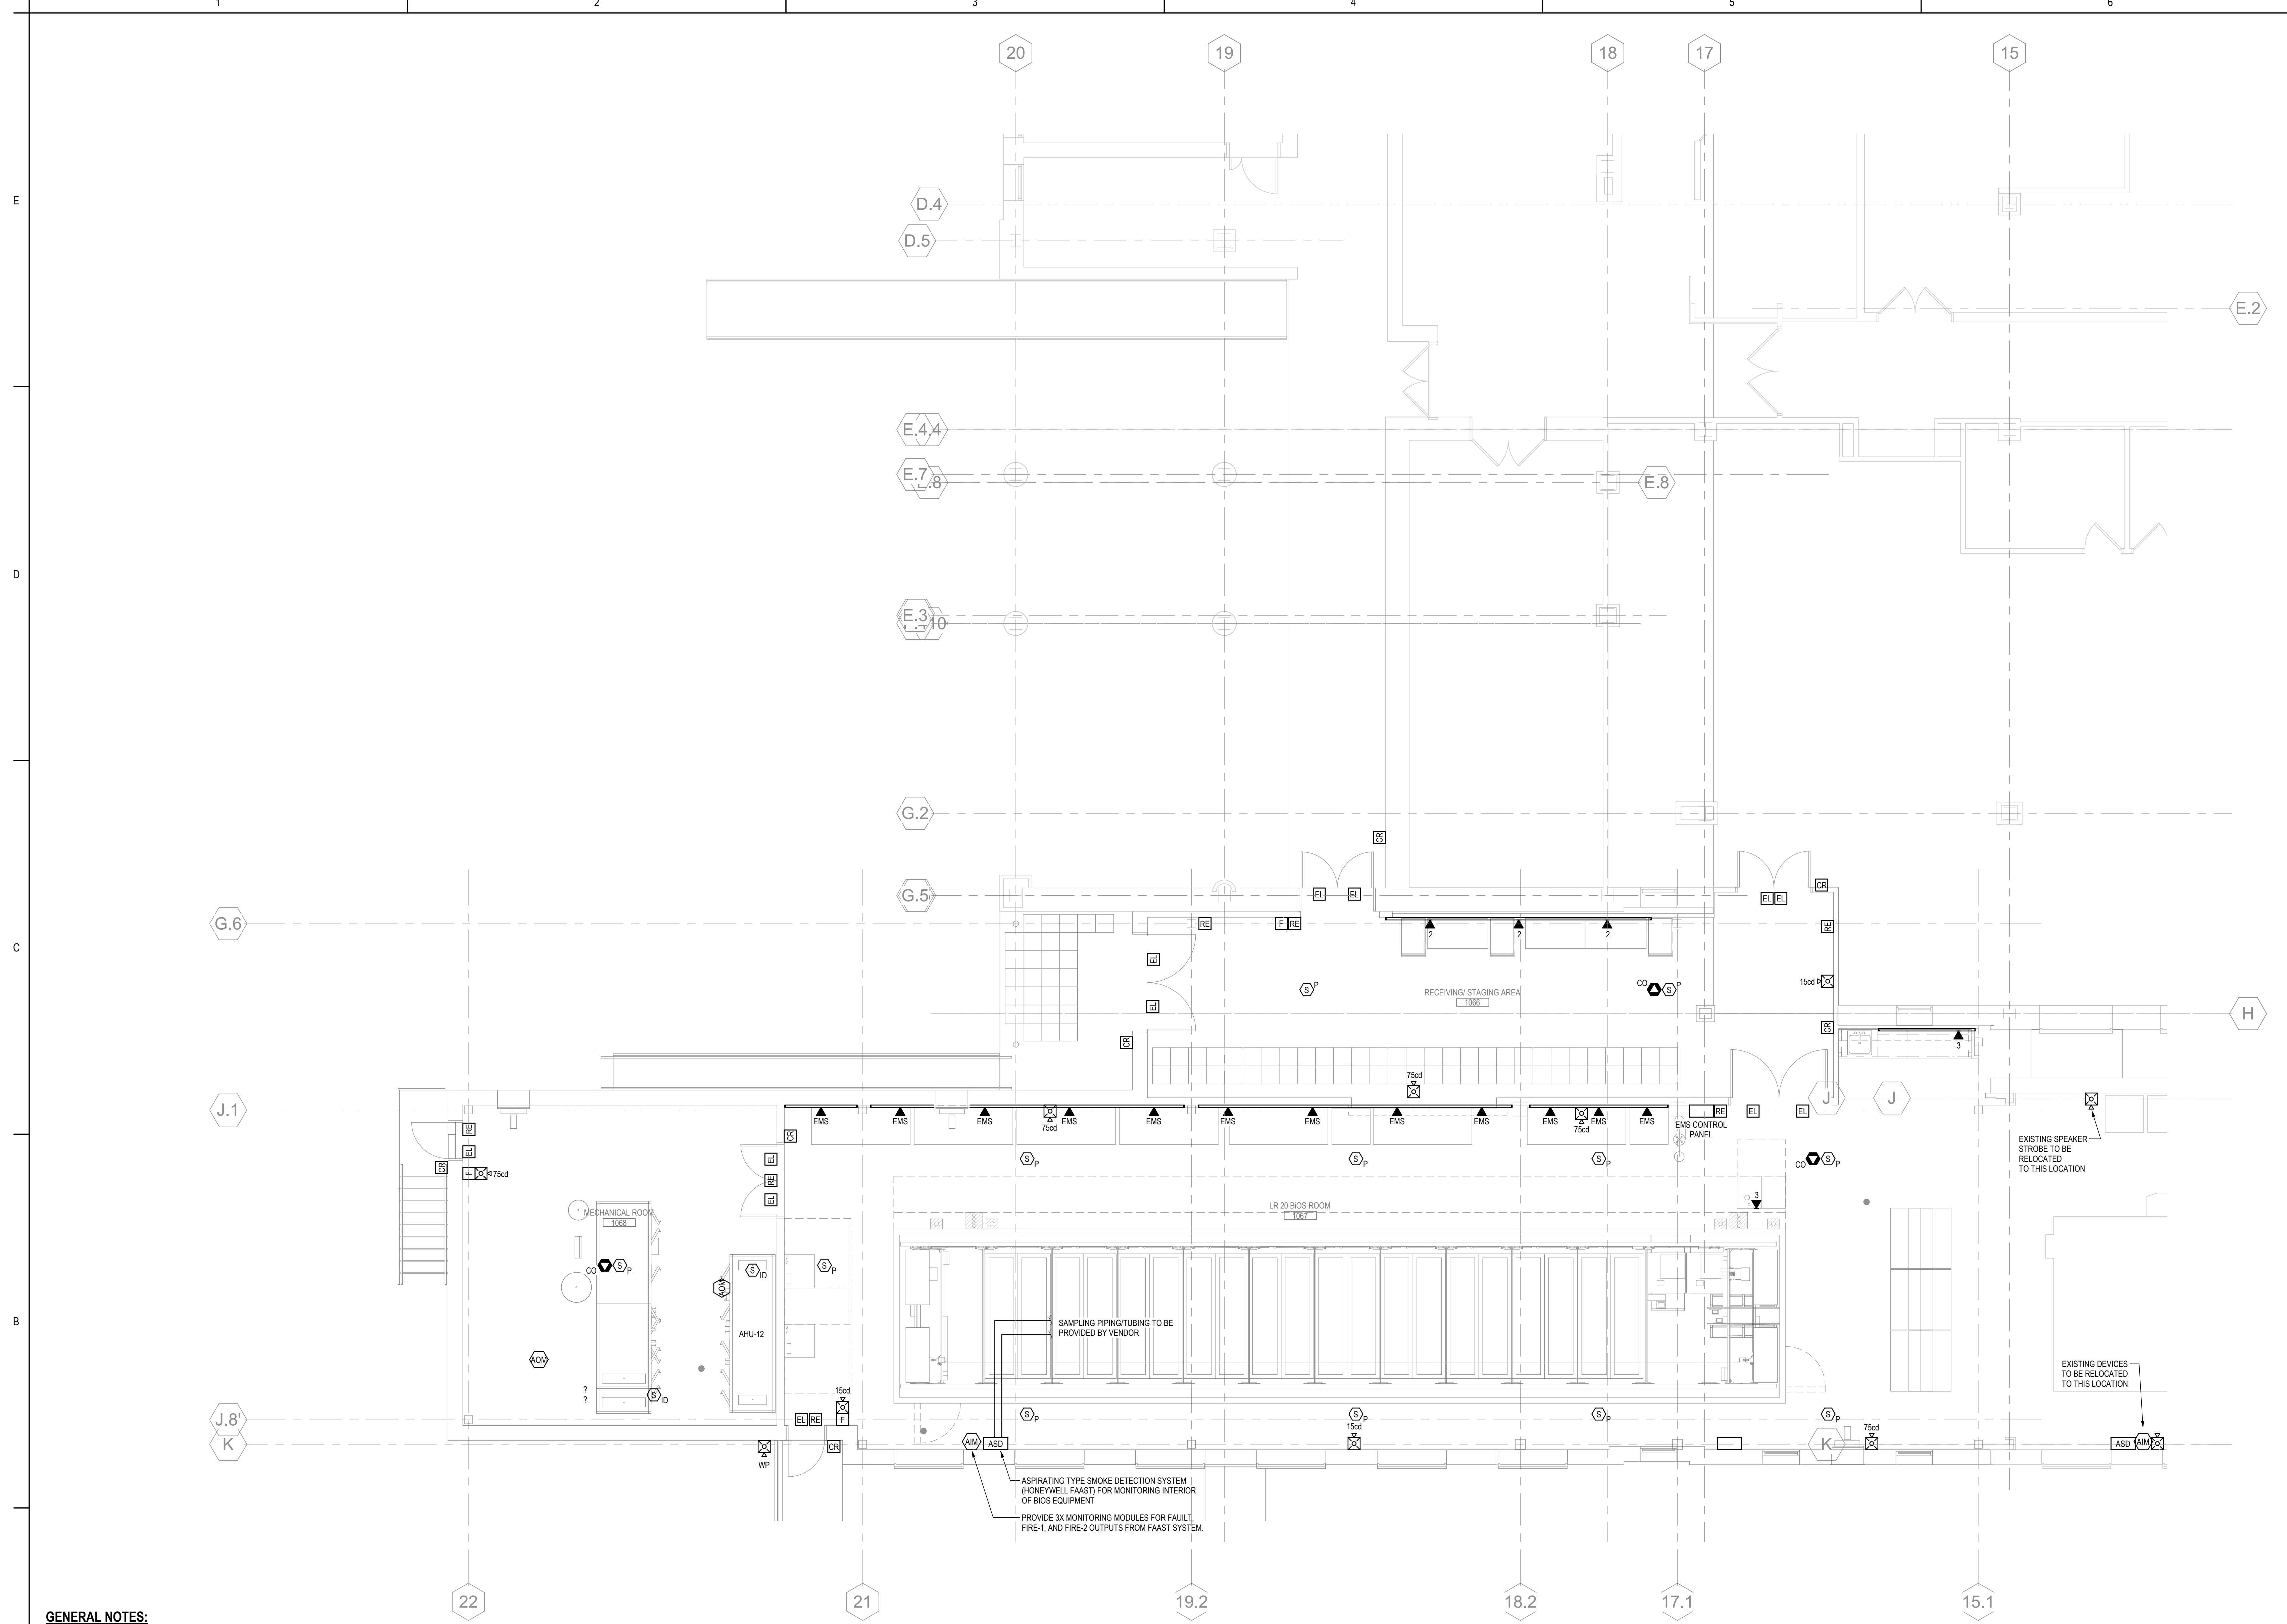 1 2 3 4 5 6
20 19 18 17 15
E
D.4
D.5
E.2
E.4
E.7
E.8
D
E.3
G.2
CR
G.5
EL EL
EL EL
CR
G.6
RE
F RE
2 2 2
RE
C
EL
S P
RECEIVING/ STAGING AREA
1066
CO S P
15cd
EL
H
CR
CR
3
75cd
J J
J.1
EMS EMS EMS 75cd EMS EMS EMS EMS EMS EMS EMS 75cd EMS EMS
RE EL EL
EMS CONTROL
PANEL
RE
EL
CR
F 75cd
CR
EL
RE
EL
EXISTING SPEAKER
STROBE TO BE
RELOCATED
TO THIS LOCATION
S P
S P
S P
CO S P
3
MECHANICAL ROOM
1068
LR 20 BIOS ROOM
1067
CO S P
S ID
AOM
S P
B
SAMPLING PIPING/TUBING TO BE
PROVIDED BY VENDOR
AHU-12
AOM
?
?
S ID
EXISTING DEVICES
TO BE RELOCATED
TO THIS LOCATION
15cd
EL RE F
S P
S P
S P
S P
J.8'
K
WP
CR
AIM ASD
15cd
K
75cd
ASD AIM
ASPIRATING TYPE SMOKE DETECTION SYSTEM
(HONEYWELL FAAST) FOR MONITORING INTERIOR
OF BIOS EQUIPMENT
PROVIDE 3X MONITORING MODULES FOR FAUILT,
FIRE-1, AND FIRE-2 OUTPUTS FROM FAAST SYSTEM.
22 21 19.2 18.2 17.1 15.1
GENERAL NOTES: